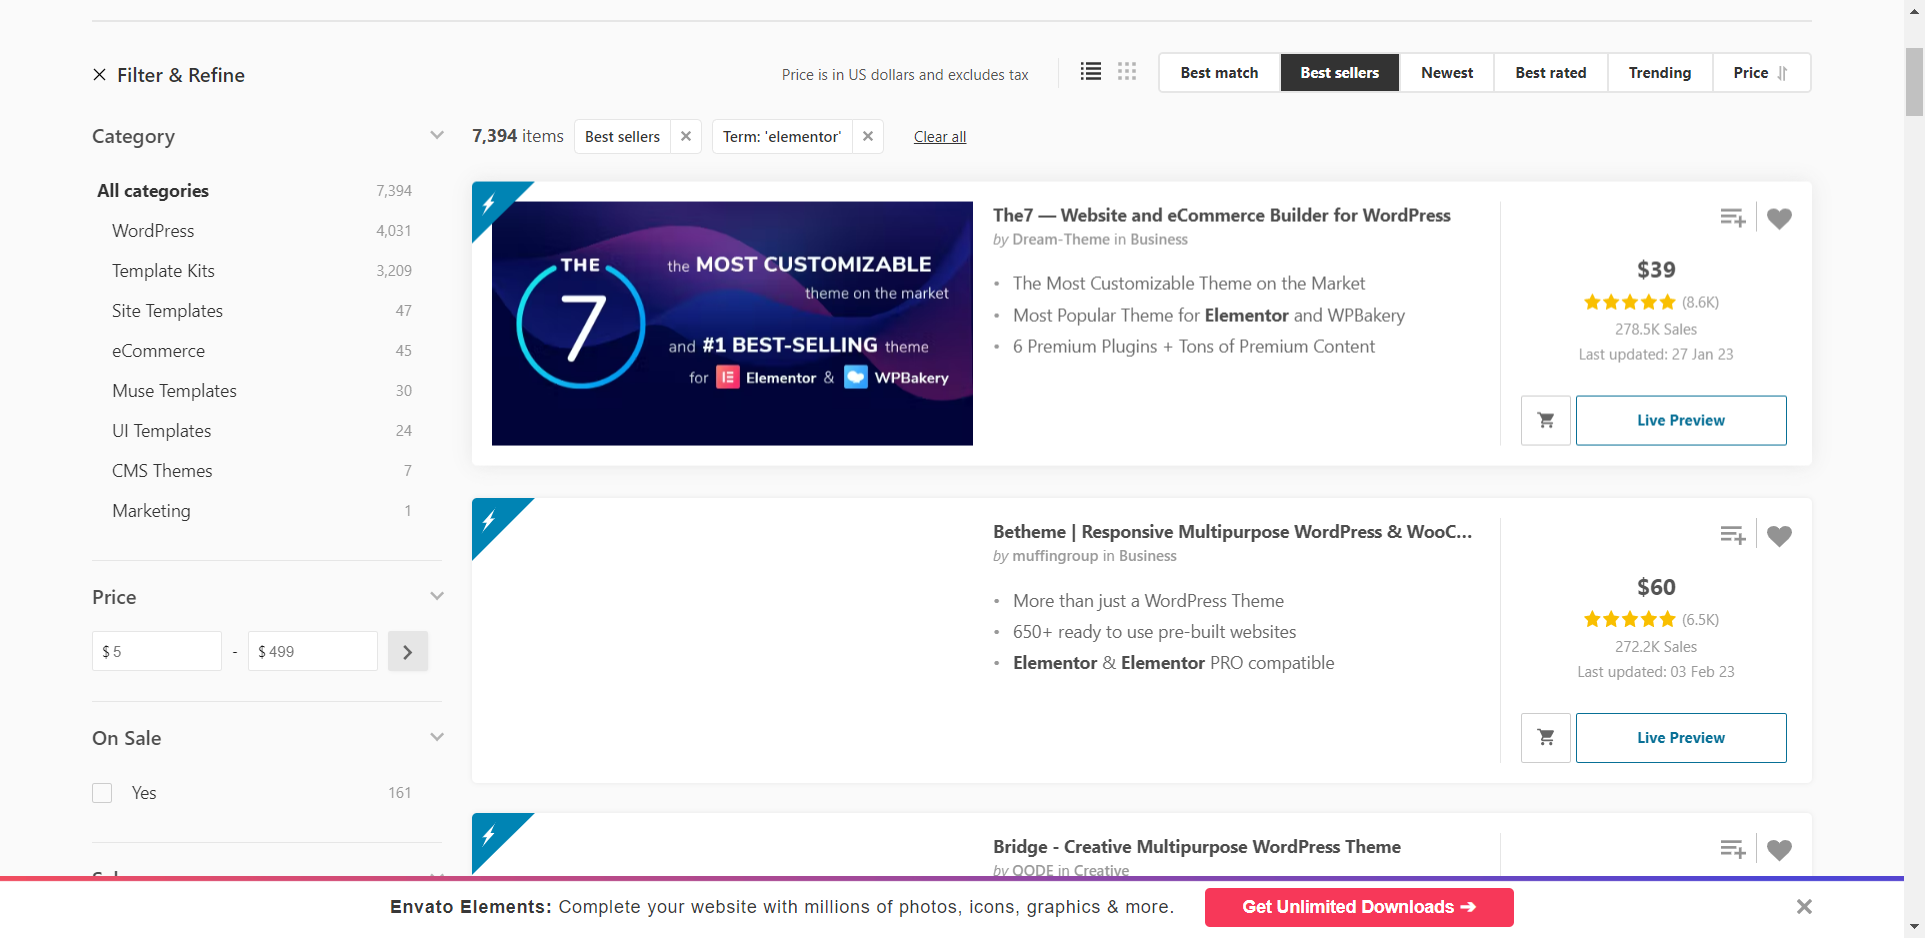 Filter & Refine
Price is in US dollars and excludes tax
Best match
Best sellers
Newest
Best rated
Trending
Price
Category
7,394 items
Best sellers
Term: 'elementor'
Clear all
All categories 7,394
WordPress 4,031
Template Kits 3,209
Site Templates 47
eCommerce 45
Muse Templates 30
UI Templates 24
CMS Themes 7
Marketing 1
Price
$ 5 - $ 499
On Sale
Yes 161
THE
7
the MOST CUSTOMIZABLE
theme on the market
and #1 BEST-SELLING theme
for Elementor & WPBakery
The7 — Website and eCommerce Builder for WordPress
by Dream-Theme in Business
• The Most Customizable Theme on the Market
• Most Popular Theme for Elementor and WPBakery
• 6 Premium Plugins + Tons of Premium Content
$39
(8.6K)
278.5K Sales
Last updated: 27 Jan 23
Live Preview
Betheme | Responsive Multipurpose WordPress & WooC...
by muffingroup in Business
• More than just a WordPress Theme
• 650+ ready to use pre-built websites
• Elementor & Elementor PRO compatible
$60
(6.5K)
272.2K Sales
Last updated: 03 Feb 23
Live Preview
Bridge - Creative Multipurpose WordPress Theme
by QODE in Creative
Envato Elements: Complete your website with millions of photos, icons, graphics & more.
Get Unlimited Downloads ➔